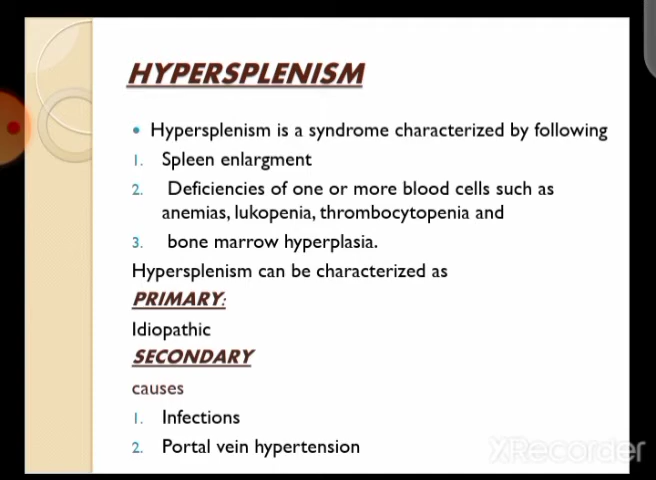 HYPERSPLENISM
• Hypersplenism is a syndrome characterized by following
1. Spleen enlargment
2. Deficiencies of one or more blood cells such as
anemias, lukopenia, thrombocytopenia and
3. bone marrow hyperplasia.
Hypersplenism can be characterized as
PRIMARY:
Idiopathic
SECONDARY
causes
1. Infections
2. Portal vein hypertension
XRecorder